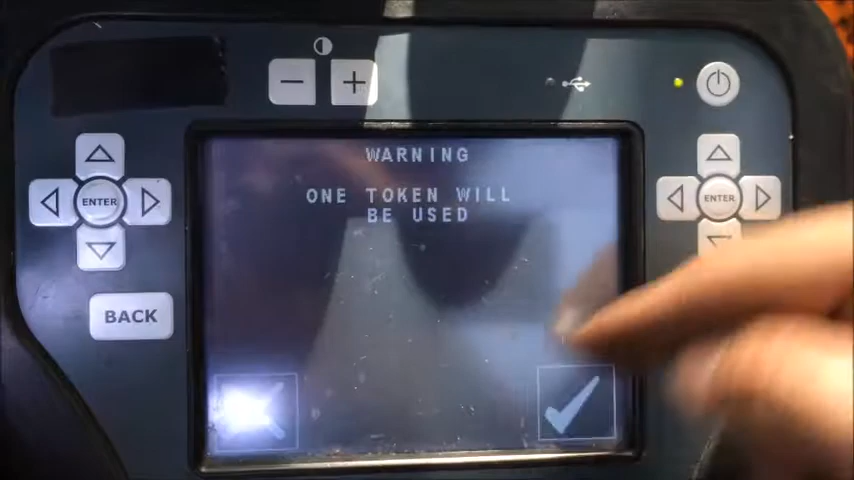 WARNING
ONE TOKEN WILL
BE USED
ENTER
ENTER
BACK